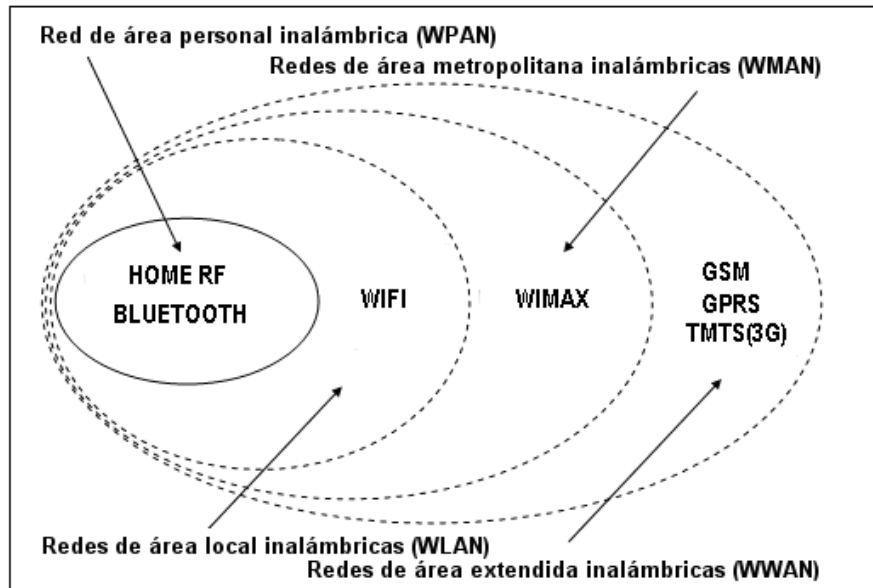 Red de área personal inalámbrica (WPAN)
Redes de área metropolitana inalámbricas (WMAN)
HOME RF
BLUETOOTH
WIFI
WIMAX
GSM
GPRS
TMTS(3G)
Redes de área local inalámbricas (WLAN)
Redes de área extendida inalámbricas (WWAN)